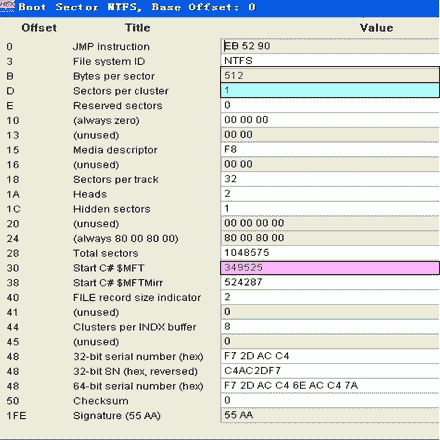 Boot Sector NTFS, Base Offset: 0
Offset Title Value
0 JMP instruction EB 52 90
3 File system ID NTFS
B Bytes per sector 512
D Sectors per cluster 1
E Reserved sectors 0
10 (always zero) 00 00 00
13 (unused) 00 00
15 Media descriptor F8
16 (unused) 00 00
18 Sectors per track 32
1A Heads 2
1C Hidden sectors 1
20 (unused) 00 00 00 00
24 (always 80 00 80 00) 80 00 80 00
28 Total sectors 1048575
30 Start C# $MFT 349525
38 Start C# $MFTMirr 524287
40 FILE record size indicator 2
41 (unused) 0
44 Clusters per INDX buffer 8
45 (unused) 0
48 32-bit serial number (hex) F7 2D AC C4
48 32-bit SN (hex, reversed) C4AC2DF7
48 64-bit serial number (hex) F7 2D AC C4 6E AC C4 7A
50 Checksum 0
1FE Signature (55 AA) 55 AA